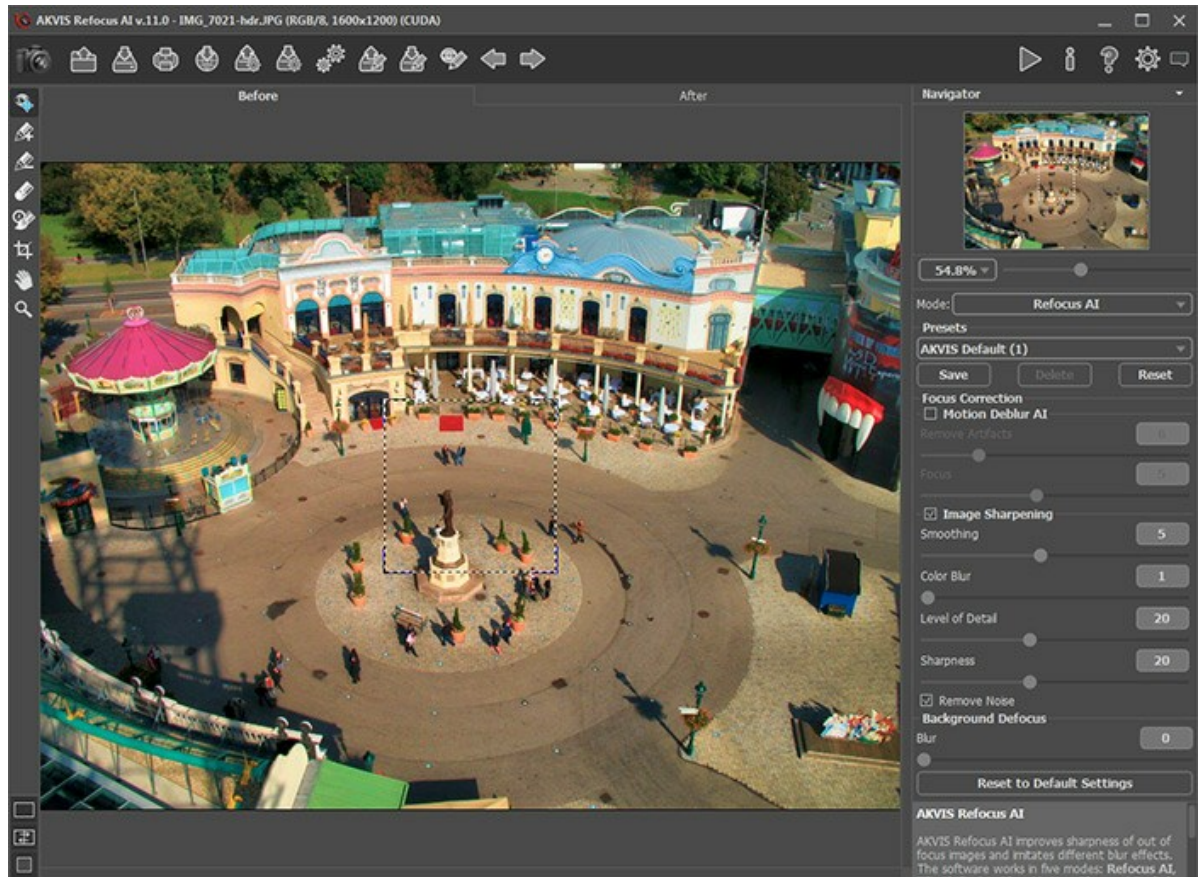 AKVIS Refocus AI v.11.0 - IMG_7021-hdr.JPG (RGB/8, 1600x1200) (CUDA)
Before
After
Navigator
54.8%
Mode: Refocus AI
Presets
AKVIS Default (1)
Save Delete Reset
Focus Correction
Motion Deblur AI
Remove Artifacts 6
Focus 5
Image Sharpening
Smoothing 5
Color Blur 1
Level of Detail 20
Sharpness 20
Remove Noise
Background Defocus
Blur 0
Reset to Default Settings
AKVIS Refocus AI
AKVIS Refocus AI improves sharpness of out of
focus images and imitates different blur effects.
The software works in five modes: Refocus AI,